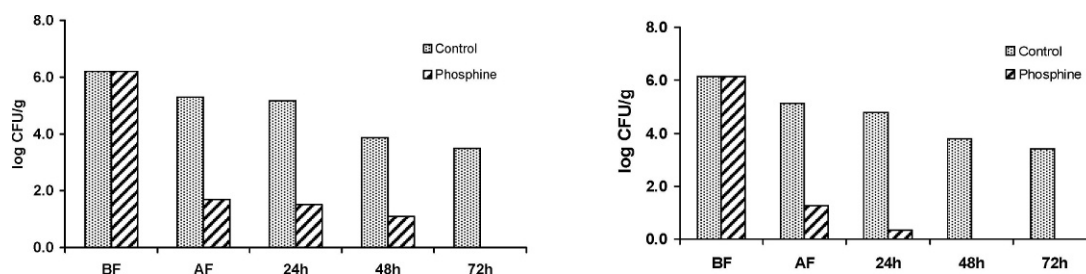 8.0
6.0
4.0
2.0
0.0
log CFU/g
Control
Phosphine
BF AF 24h 48h 72h
8.0
6.0
4.0
2.0
0.0
log CFU/g
Control
Phosphine
BF AF 24h 48h 72h